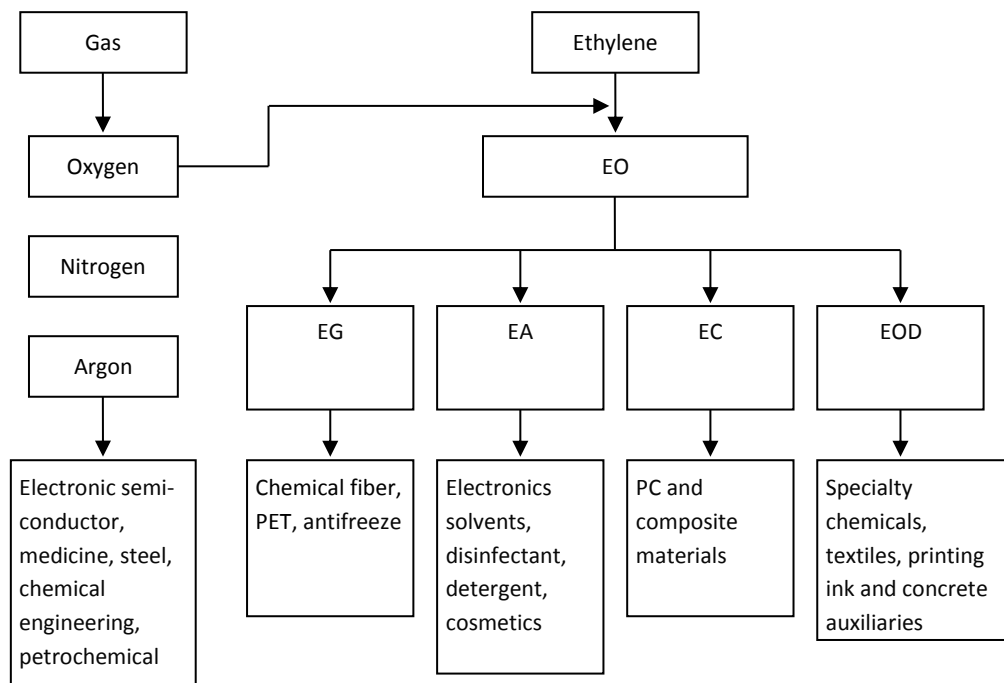 Gas
Ethylene
Oxygen
EO
Nitrogen
Argon
EG
EA
EC
EOD
Electronic semi-
conductor,
medicine, steel,
chemical
engineering,
petrochemical
Chemical fiber,
PET, antifreeze
Electronics
solvents,
disinfectant,
detergent,
cosmetics
PC and
composite
materials
Specialty
chemicals,
textiles, printing
ink and concrete
auxiliaries